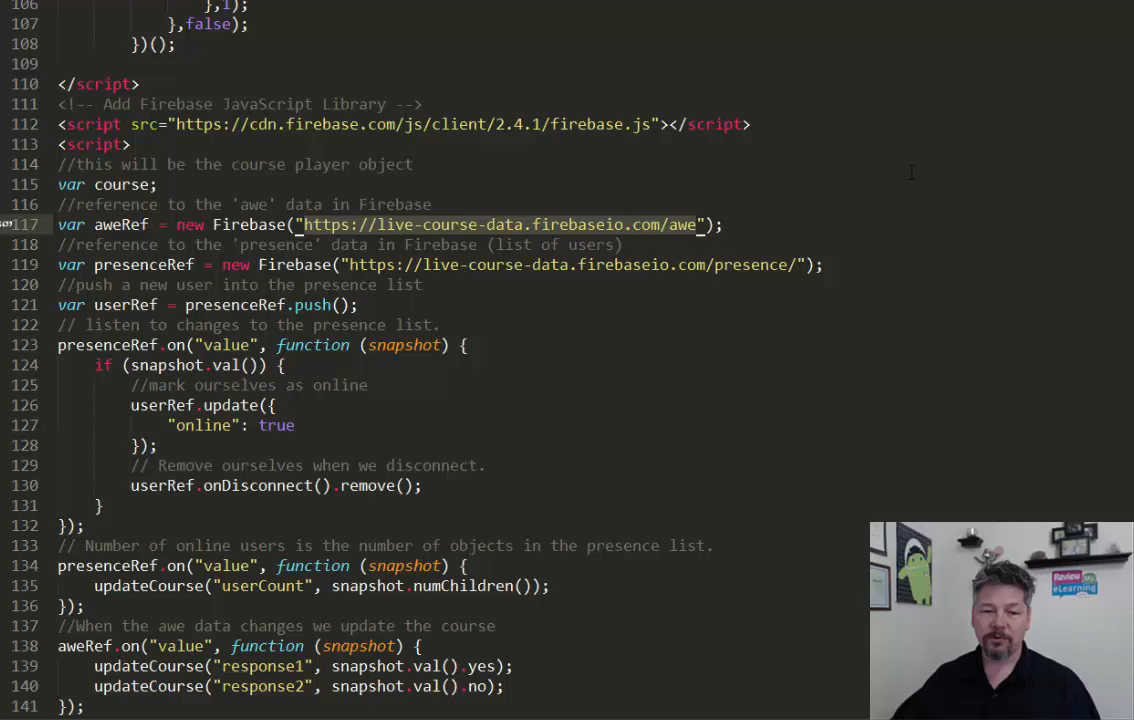 106 },1);
107 },false);
108 })();
109
110 </script>
111 <!-- Add Firebase JavaScript Library -->
112 <script src="https://cdn.firebase.com/js/client/2.4.1/firebase.js"></script>
113 <script>
114 //this will be the course player object
115 var course;
116 //reference to the 'awe' data in Firebase
117 var aweRef = new Firebase("https://live-course-data.firebaseio.com/awe");
118 //reference to the 'presence' data in Firebase (list of users)
119 var presenceRef = new Firebase("https://live-course-data.firebaseio.com/presence/");
120 //push a new user into the presence list
121 var userRef = presenceRef.push();
122 // listen to changes to the presence list.
123 presenceRef.on("value", function (snapshot) {
124 if (snapshot.val()) {
125 //mark ourselves as online
126 userRef.update({
127 "online": true
128 });
129 // Remove ourselves when we disconnect.
130 userRef.onDisconnect().remove();
131 }
132 });
133 // Number of online users is the number of objects in the presence list.
134 presenceRef.on("value", function (snapshot) {
135 updateCourse("userCount", snapshot.numChildren());
136 });
137 //When the awe data changes we update the course
138 aweRef.on("value", function (snapshot) {
139 updateCourse("response1", snapshot.val().yes);
140 updateCourse("response2", snapshot.val().no);
141 });
Review My
eLearning